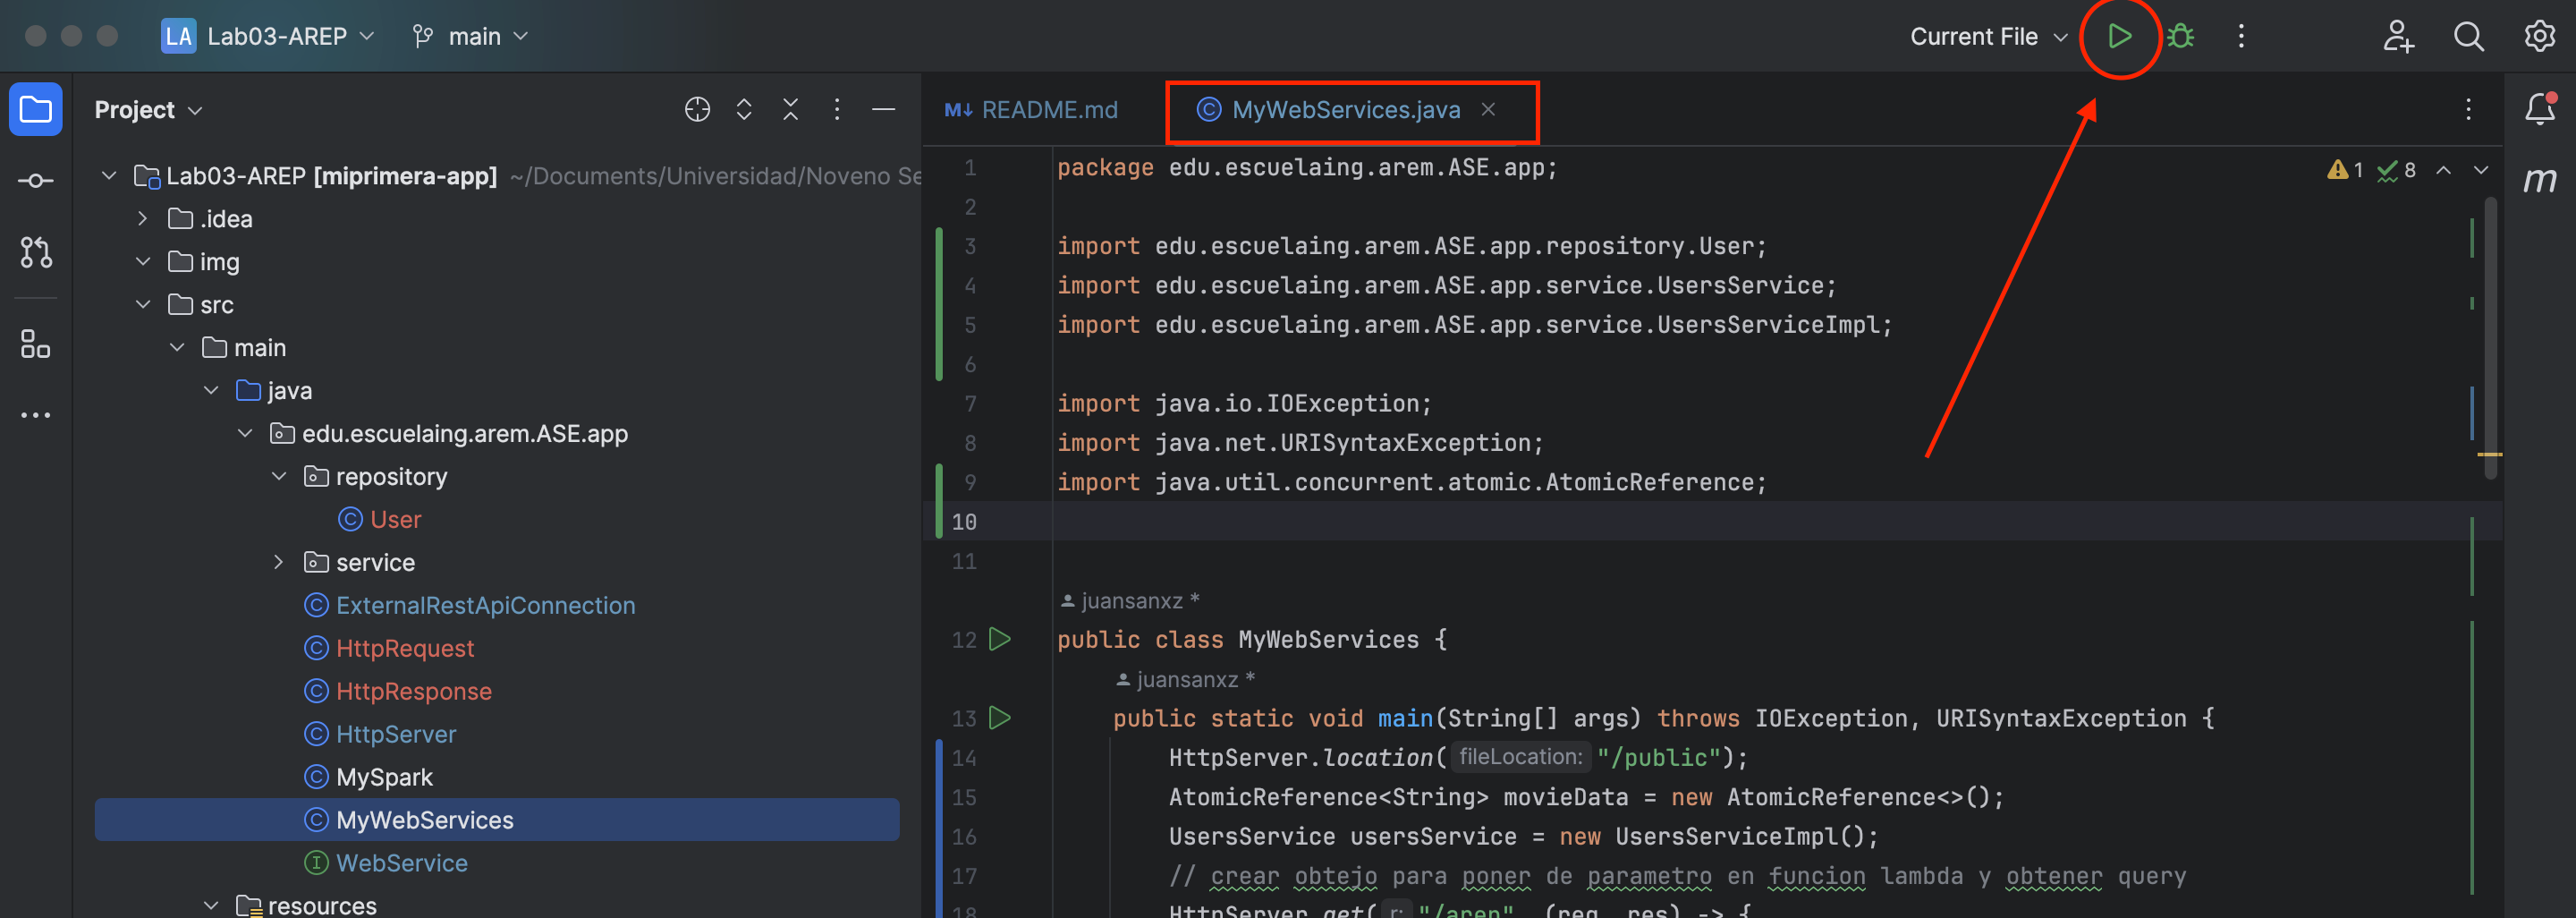 LA Lab03-AREP main Current File
Project
README.md
MyWebServices.java
Lab03-AREP [miprimera-app] ~/Documents/Universidad/Noveno Se
.idea
img
src
main
java
edu.escuelaing.arem.ASE.app
repository
User
service
ExternalRestApiConnection
HttpRequest
HttpResponse
HttpServer
MySpark
MyWebServices
WebService
resources
1 package edu.escuelaing.arem.ASE.app;
1 8
2
3 import edu.escuelaing.arem.ASE.app.repository.User;
4 import edu.escuelaing.arem.ASE.app.service.UsersService;
5 import edu.escuelaing.arem.ASE.app.service.UsersServiceImpl;
6
7 import java.io.IOException;
8 import java.net.URISyntaxException;
9 import java.util.concurrent.atomic.AtomicReference;
10
11
juansanxz *
12 public class MyWebServices {
juansanxz *
13 public static void main(String[] args) throws IOException, URISyntaxException {
14 HttpServer.location( fileLocation: "/public");
15 AtomicReference<String> movieData = new AtomicReference<>();
16 UsersService usersService = new UsersServiceImpl();
17 // crear obtejo para poner de parametro en funcion lambda y obtener query
18 HttpServer.get( r: "/arep", (req, res) -> {
m